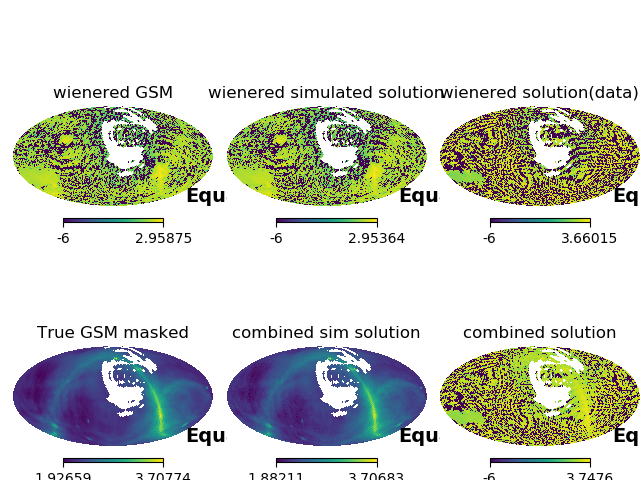 wienered GSM wienered simulated solution wienered solution(data)
Equ Equ Eq
-6 2.95875 -6 2.95364 -6 3.66015
True GSM masked combined sim solution combined solution
Equ Equ Eq
1.92659 3.70774 1.88211 3.70683 -6 3.7476